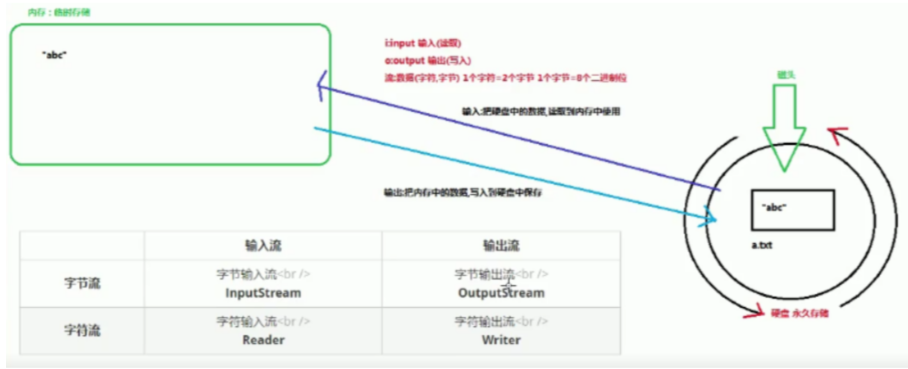 内存:临时存储
"abc"
i:input 输入(读取)
o:output 输出(写入)
流:数据(字符,字节) 1个字符=2个字节 1个字节=8个二进制位
输入:把硬盘中的数据,读取到内存中使用
磁头
输出:把内存中的数据,写入到硬盘中保存
"abc"
a.txt
硬盘 永久存储
输入流 输出流
字节流 字节输入流<br /> 字节输出流<br />
InputStream OutputStream
字符流 字符输入流<br /> 字符输出流<br />
Reader Writer